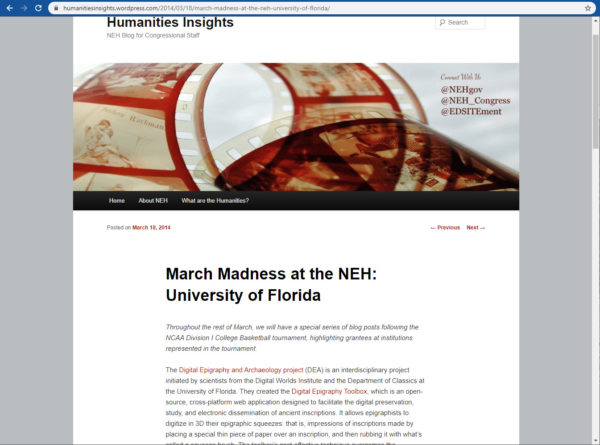 humanitiesinsights.wordpress.com/2014/03/18/march-madness-at-the-neh-university-of-florida/
Humanities Insights
Search
NEH Blog for Congressional Staff
Connect With Us
@NEHgov
@NEH_Congress
@EDSITEment
Home About NEH What are the Humanities?
Posted on March 18, 2014
← Previous Next →
March Madness at the NEH:
University of Florida
Throughout the rest of March, we will have a special series of blog posts following the
NCAA Division I College Basketball tournament, highlighting grantees at institutions
represented in the tournament.
The Digital Epigraphy and Archaeology project (DEA) is an interdisciplinary project
initiated by scientists from the Digital Worlds Institute and the Department of Classics at
the University of Florida. They created the Digital Epigraphy Toolbox, which is an open-
source, cross-platform web application designed to facilitate the digital preservation,
study, and electronic dissemination of ancient inscriptions. It allows epigraphists to
digitize in 3D their epigraphic squeezes that is, impressions of inscriptions made by
placing a special thin piece of paper over an inscription, and then rubbing it with what's